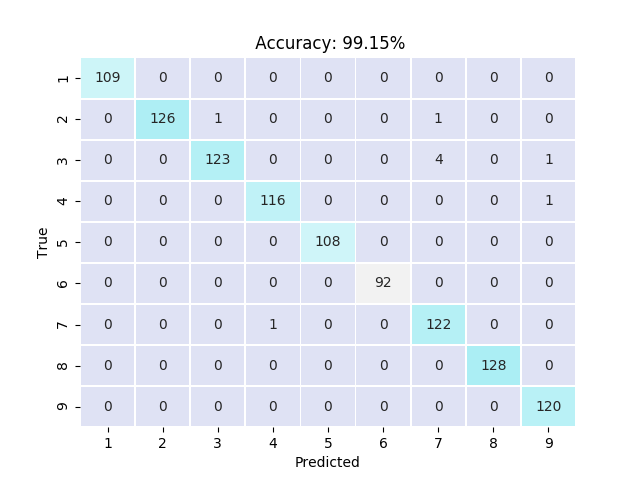 Accuracy: 99.15%
1 109 0 0 0 0 0 0 0 0
2 0 126 1 0 0 0 1 0 0
3 0 0 123 0 0 0 4 0 1
4 0 0 0 116 0 0 0 0 1
5 0 0 0 0 108 0 0 0 0
6 0 0 0 0 0 92 0 0 0
7 0 0 0 1 0 0 122 0 0
8 0 0 0 0 0 0 0 128 0
9 0 0 0 0 0 0 0 0 120
True
1 2 3 4 5 6 7 8 9
Predicted